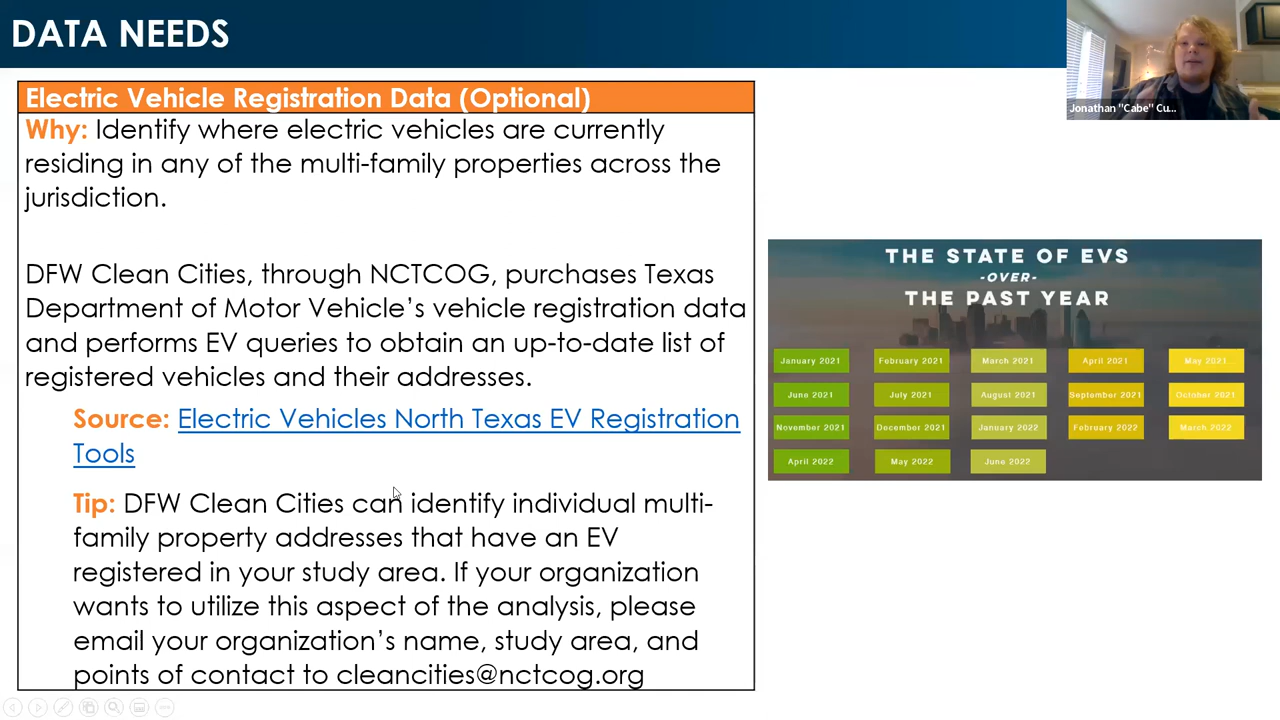 DATA NEEDS
Jonathan "Cabe" Cu...
Electric Vehicle Registration Data (Optional)
Why: Identify where electric vehicles are currently
residing in any of the multi-family properties across the
jurisdiction.
DFW Clean Cities, through NCTCOG, purchases Texas
Department of Motor Vehicle’s vehicle registration data
and performs EV queries to obtain an up-to-date list of
registered vehicles and their addresses.
Source: Electric Vehicles North Texas EV Registration
Tools
Tip: DFW Clean Cities can identify individual multi-
family property addresses that have an EV
registered in your study area. If your organization
wants to utilize this aspect of the analysis, please
email your organization’s name, study area, and
points of contact to cleancities@nctcog.org
THE STATE OF EVS
-OVER-
THE PAST YEAR
January 2021 February 2021 March 2021 April 2021 May 2021
June 2021 July 2021 August 2021 September 2021 October 2021
November 2021 December 2021 January 2022 February 2022 March 2022
April 2022 May 2022 June 2022